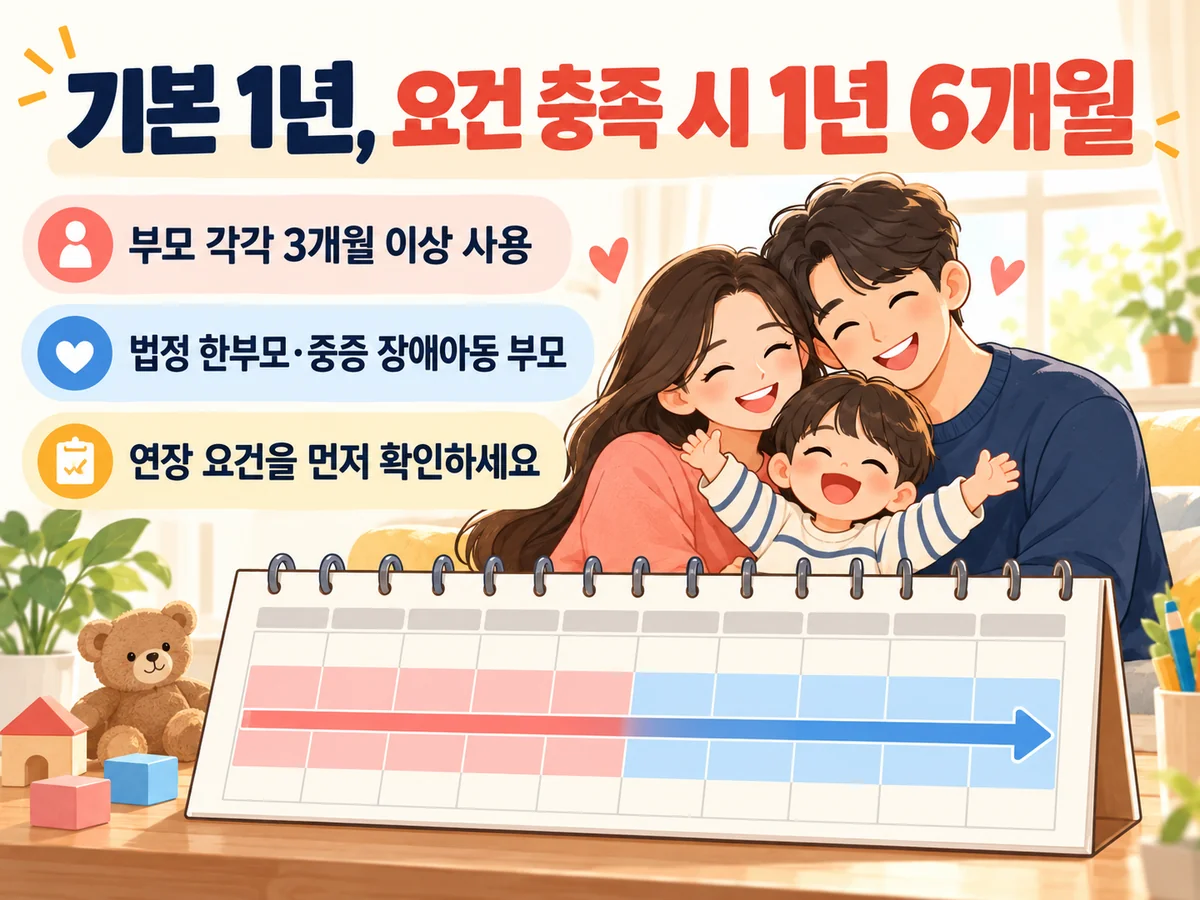 기본 1년, 요건 충족 시 1년 6개월
부모 각각 3개월 이상 사용
법정 한부모·중증 장애아동 부모
연장 요건을 먼저 확인하세요